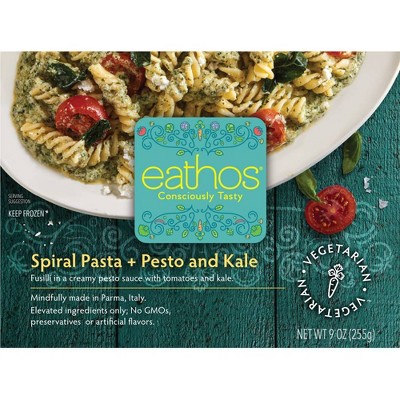 SERVING
SUGGESTION
KEEP FROZEN*
eathos®
Consciously Tasty
Spiral Pasta + Pesto and Kale
Fusilli in a creamy pesto sauce with tomatoes and kale.
Mindfully made in Parma, Italy.
Elevated ingredients only; No GMOs,
preservatives or artificial flavors.
• VEGETARIAN
• VEGETARIAN
NET WT 9 OZ (255g)